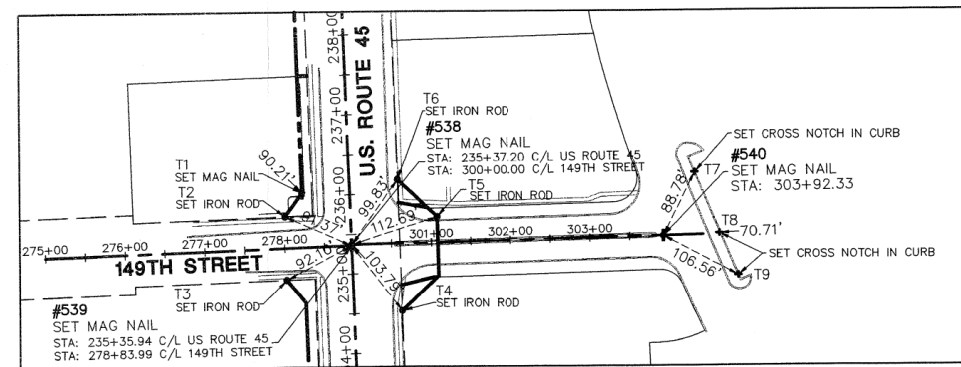 238+00
237+00
236+00
235+00
U.S. ROUTE 45
T6
SET IRON ROD
#538
SET MAG NAIL
STA: 235+37.20 C/L US ROUTE 45
STA: 300+00.00 C/L 149TH STREET
T5
SET IRON ROD
T1
SET MAG NAIL
T2
SET IRON ROD
90.21'
99.83'
112.69'
92.10'
103.79'
SET CROSS NOTCH IN CURB
#540
SET MAG NAIL
STA: 303+92.33
T7
T8
70.71'
SET CROSS NOTCH IN CURB
T9
88.78'
106.56'
275+00
276+00
277+00
278+00
301+00
302+00
303+00
149TH STREET
T3
SET IRON ROD
T4
SET IRON ROD
#539
SET MAG NAIL
STA: 235+35.94 C/L US ROUTE 45
STA: 278+83.99 C/L 149TH STREET